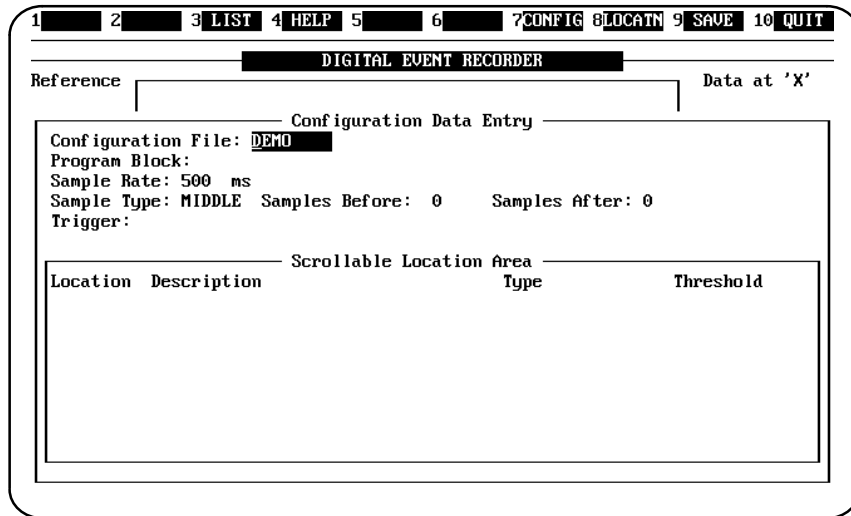 1 2 3 LIST 4 HELP 5 6 7CONFIG 8LOCATN 9 SAVE 10 QUIT
DIGITAL EVENT RECORDER
Reference Data at 'X'
Configuration Data Entry
Configuration File: DEMO
Program Block:
Sample Rate: 500 ms
Sample Type: MIDDLE Samples Before: 0 Samples After: 0
Trigger:
Scrollable Location Area
Location Description Type Threshold